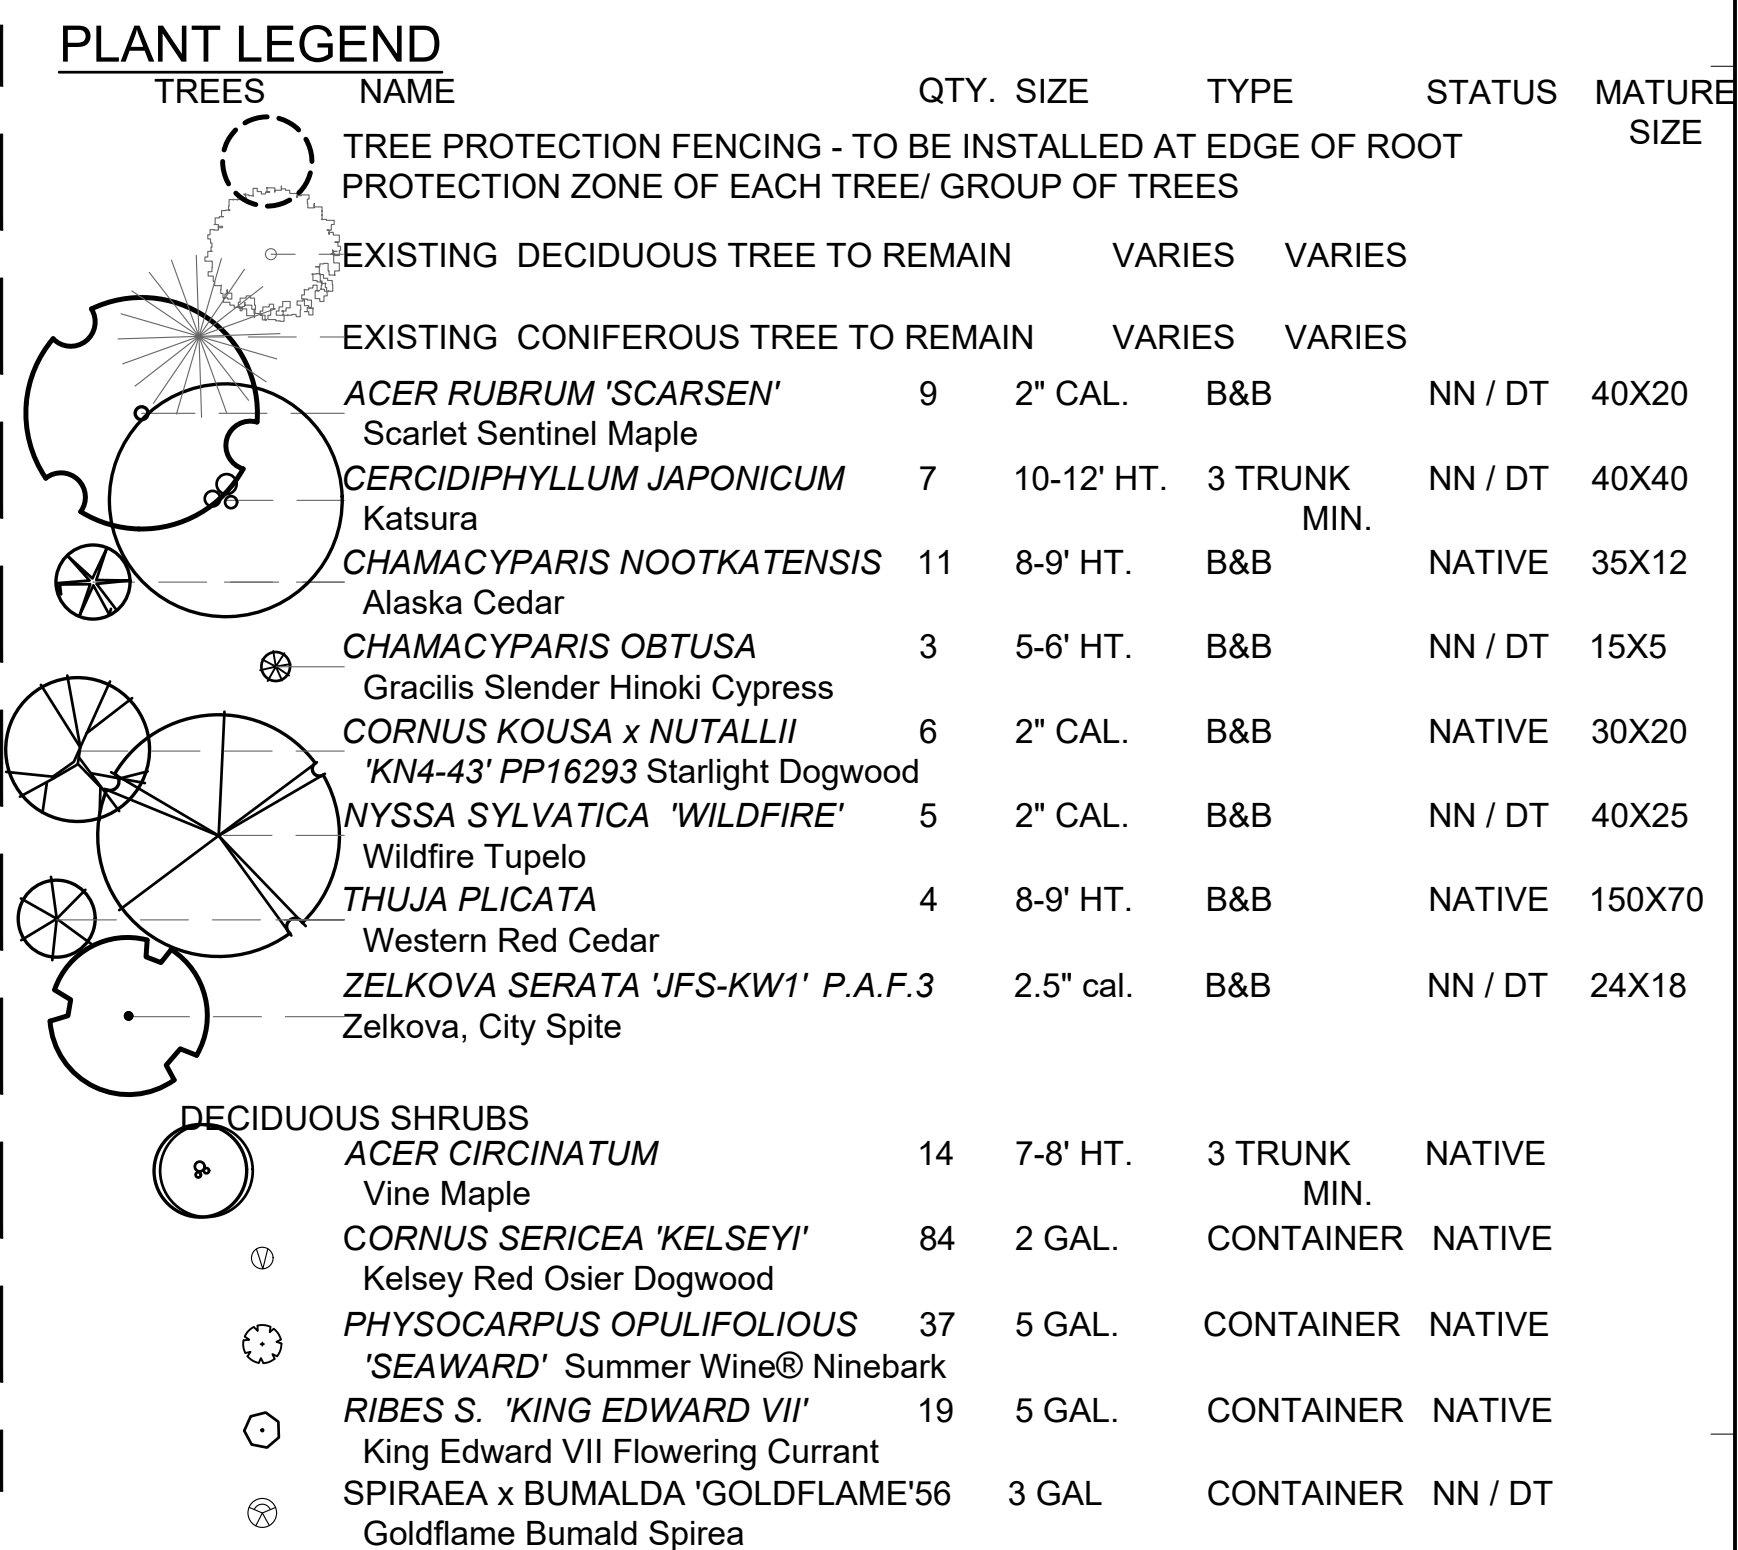 PLANT LEGEND
TREES NAME QTY. SIZE TYPE STATUS MATURE
SIZE
TREE PROTECTION FENCING - TO BE INSTALLED AT EDGE OF ROOT
PROTECTION ZONE OF EACH TREE/ GROUP OF TREES
EXISTING DECIDUOUS TREE TO REMAIN VARIES VARIES
EXISTING CONIFEROUS TREE TO REMAIN VARIES VARIES
ACER RUBRUM 'SCARSEN' 9 2" CAL. B&B NN / DT 40X20
Scarlet Sentinel Maple
CERCIDIPHYLLUM JAPONICUM 7 10-12' HT. 3 TRUNK NN / DT 40X40
Katsura MIN.
CHAMACYPARIS NOOTKATENSIS 11 8-9' HT. B&B NATIVE 35X12
Alaska Cedar
CHAMACYPARIS OBTUSA 3 5-6' HT. B&B NN / DT 15X5
Gracilis Slender Hinoki Cypress
CORNUS KOUSA x NUTALLII 6 2" CAL. B&B NATIVE 30X20
'KN4-43' PP16293 Starlight Dogwood
NYSSA SYLVATICA 'WILDFIRE' 5 2" CAL. B&B NN / DT 40X25
Wildfire Tupelo
THUJA PLICATA 4 8-9' HT. B&B NATIVE 150X70
Western Red Cedar
ZELKOVA SERATA 'JFS-KW1' P.A.F.3 2.5" cal. B&B NN / DT 24X18
Zelkova, City Spite
DECIDUOUS SHRUBS
ACER CIRCINATUM 14 7-8' HT. 3 TRUNK NATIVE
Vine Maple MIN.
CORNUS SERICEA 'KELSEYI' 84 2 GAL. CONTAINER NATIVE
Kelsey Red Osier Dogwood
PHYSOCARPUS OPULIFOLIOUS 37 5 GAL. CONTAINER NATIVE
'SEAWARD' Summer Wine® Ninebark
RIBES S. 'KING EDWARD VII' 19 5 GAL. CONTAINER NATIVE
King Edward VII Flowering Currant
SPIRAEA x BUMALDA 'GOLDFLAME'56 3 GAL CONTAINER NN / DT
Goldflame Bumald Spirea